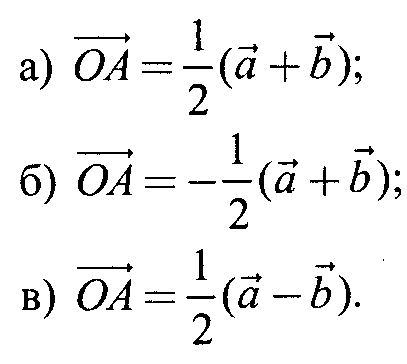 а) $\overrightarrow{OA} = \frac{1}{2}(\vec{a} + \vec{b});$
б) $\overrightarrow{OA} = -\frac{1}{2}(\vec{a} + \vec{b});$
в) $\overrightarrow{OA} = \frac{1}{2}(\vec{a} - \vec{b}).$